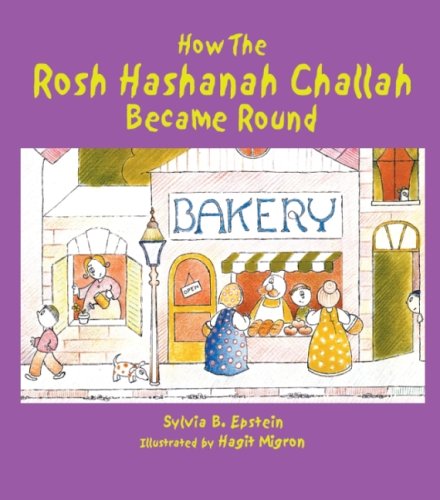 How The
Rosh Hashanah Challah
Became Round
BAKERY
OPEN
Sylvia B. Epstein
Illustrated by Hagit Migron